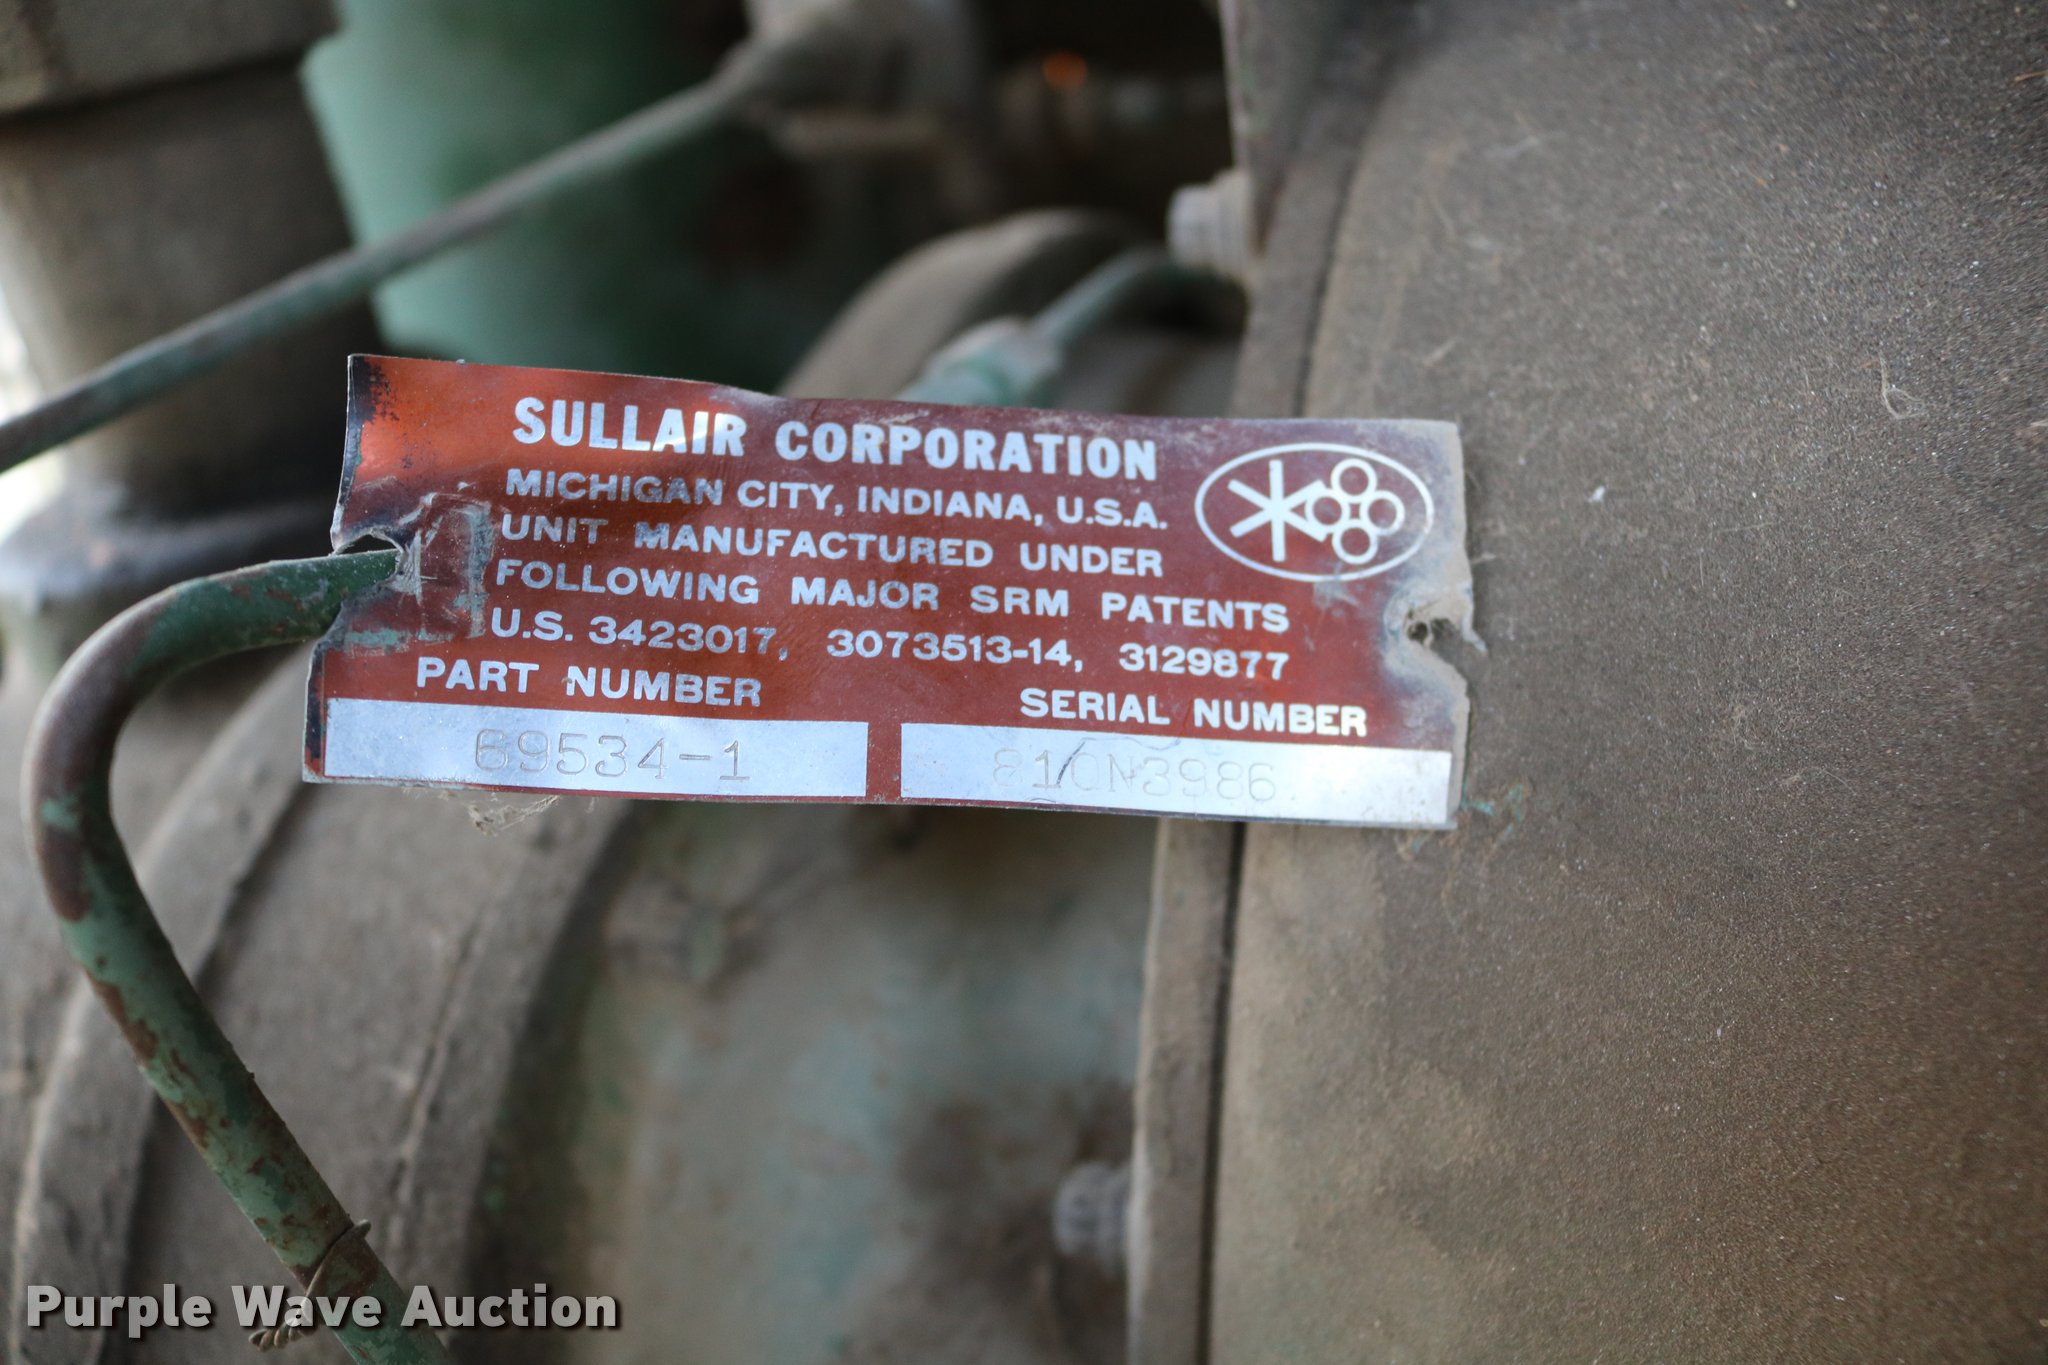 SULLAIR CORPORATION
MICHIGAN CITY, INDIANA, U.S.A.
UNIT MANUFACTURED UNDER
FOLLOWING MAJOR SRM PATENTS
U.S. 3423017, 3073513-14, 3129877
PART NUMBER SERIAL NUMBER
69534-1 810N3986
Purple Wave Auction